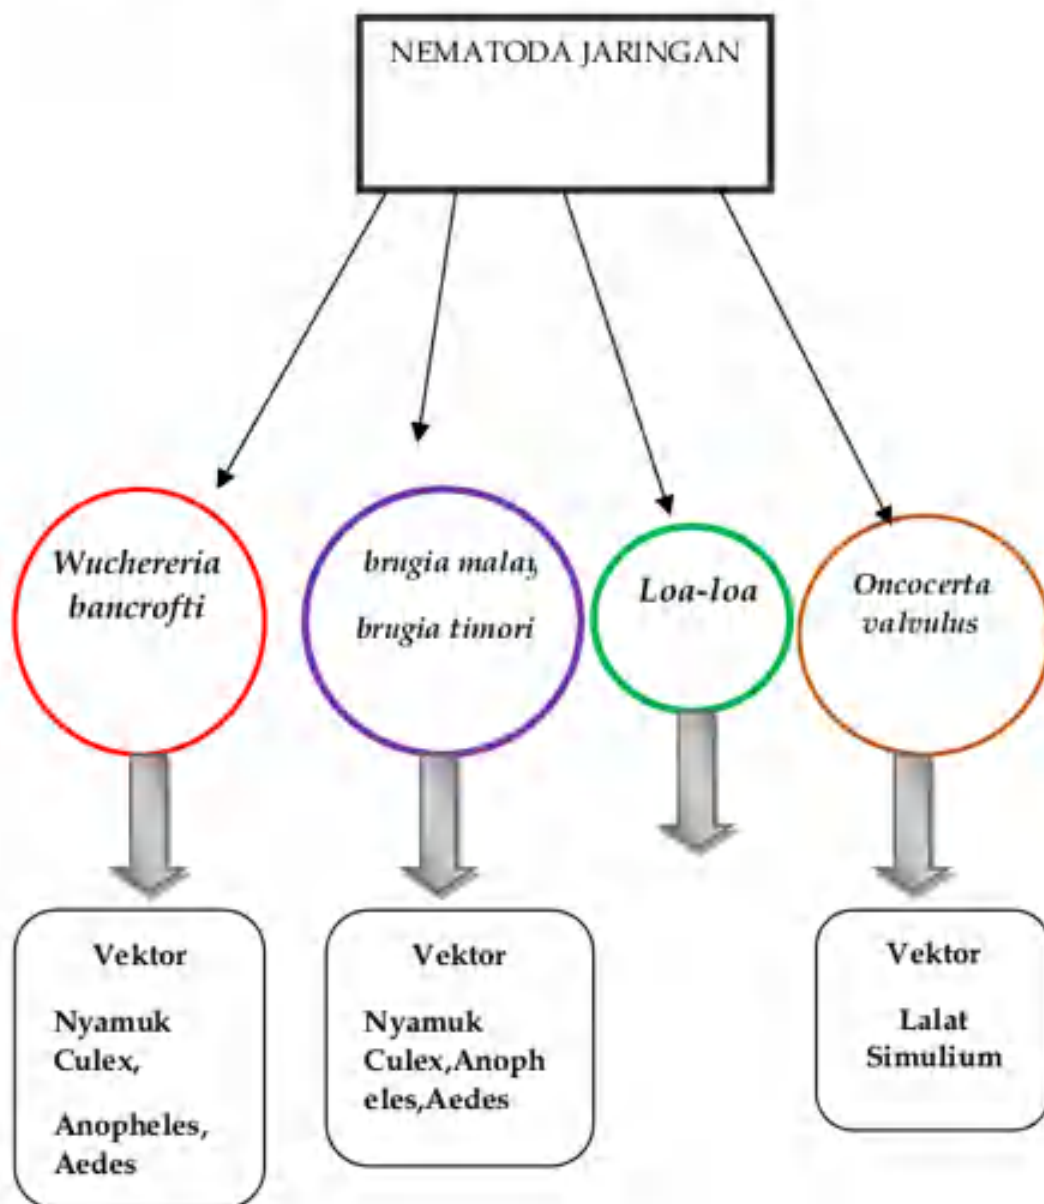 NEMATODA JARINGAN
Wuchereria
bancrofti
brugia malay,
brugia timori
Loa-loa
Oncocerta
valvulus
Vektor
Nyamuk
Culex,
Anopheles,
Aedes
Vektor
Nyamuk
Culex,Anoph
eles,Aedes
Vektor
Lalat
Simulium